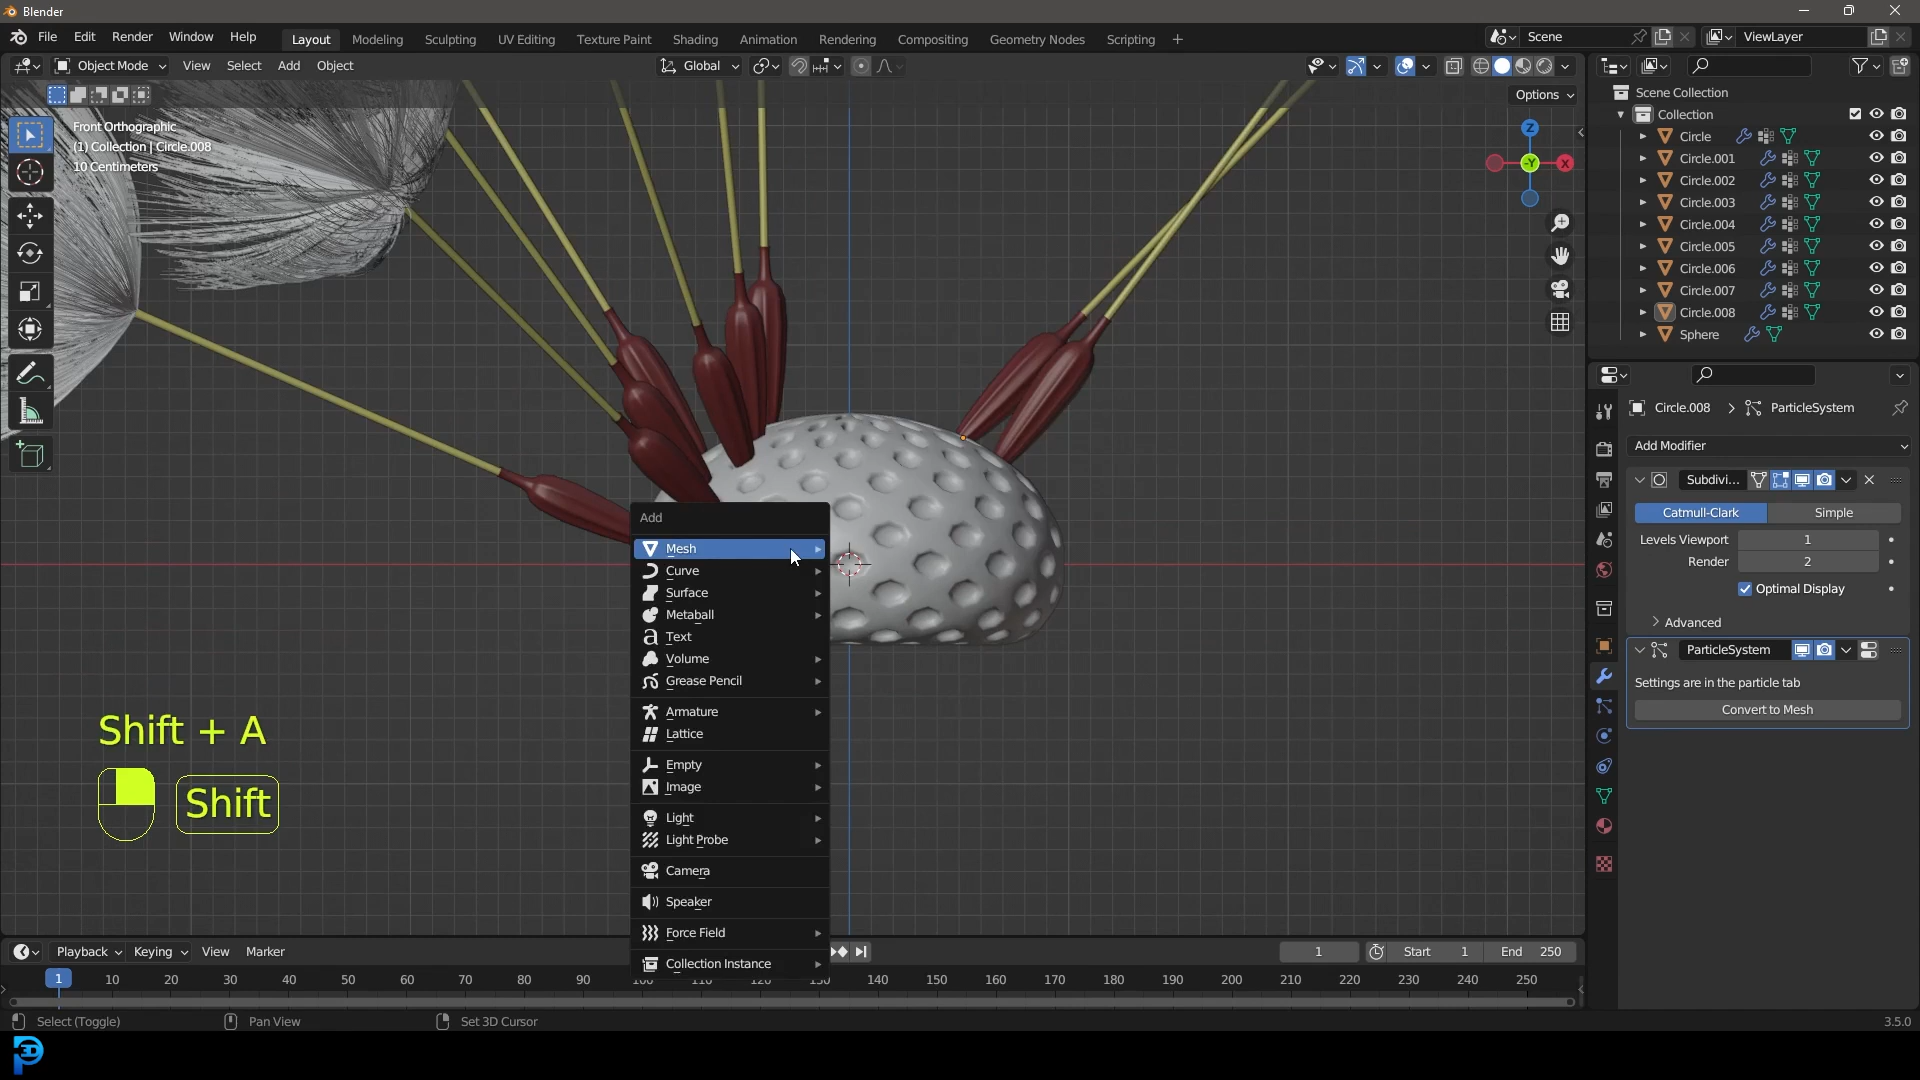 Blender
File Edit Render Window Help Layout Modeling Sculpting UV Editing Texture Paint Shading Animation Rendering Compositing Geometry Nodes Scripting + Scene ViewLayer
Object Mode View Select Add Object Global
Options
Front Orthographic
(1) Collection | Circle.008
10 Centimeters
Z
-Y
X
Scene Collection
Collection
Circle
Circle.001
Circle.002
Circle.003
Circle.004
Circle.005
Circle.006
Circle.007
Circle.008
Sphere
Circle.008 > ParticleSystem
Add Modifier
Subdivi...
Catmull-Clark Simple
Levels Viewport 1
Render 2
Optimal Display
Advanced
ParticleSystem
Settings are in the particle tab
Convert to Mesh
Add
Mesh
Curve
Surface
Metaball
Text
Volume
Grease Pencil
Armature
Lattice
Empty
Image
Light
Light Probe
Camera
Speaker
Force Field
Collection Instance
Shift + A
Shift
Playback Keying View Marker 1 Start 1 End 250
1 10 20 30 40 50 60 70 80 90 100 110 120 130 140 150 160 170 180 190 200 210 220 230 240 250
Select (Toggle) Pan View Set 3D Cursor 3.5.0
3D